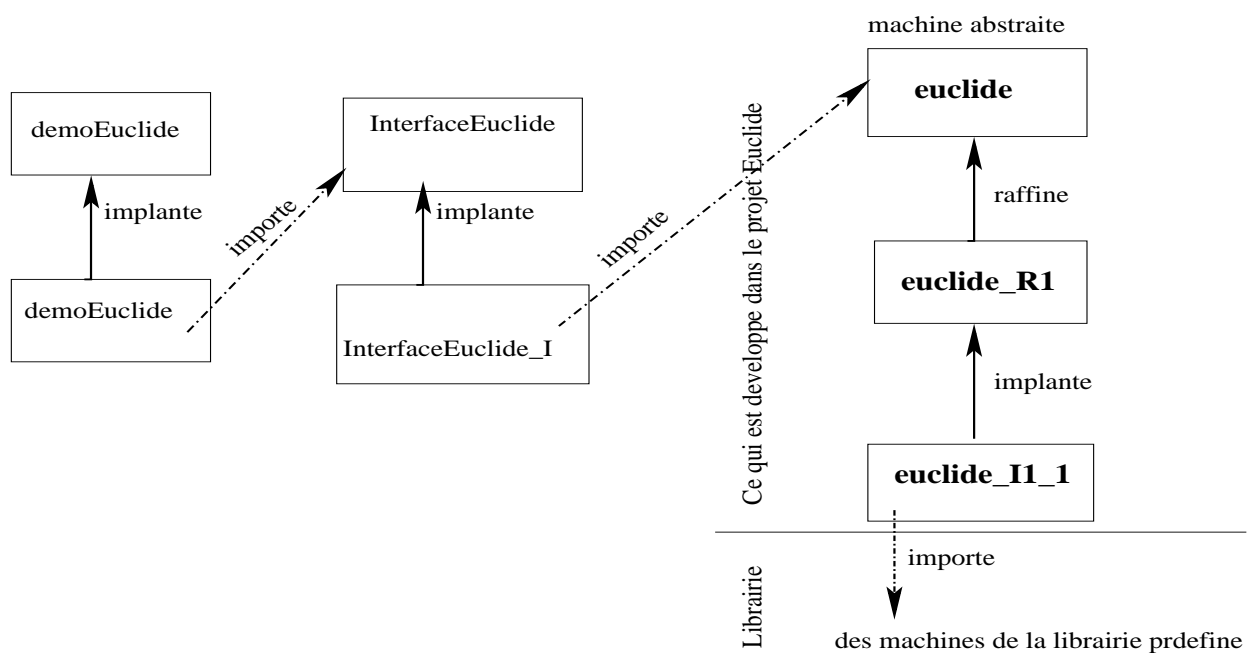 machine abstraite
euclide
demoEuclide
InterfaceEuclide
implante
importe
implante
importe
raffine
demoEuclide
InterfaceEuclide_I
euclide_R1
implante
euclide_I1_1
Ce qui est developpe dans le projet Euclide
importe
Librairie
des machines de la librairie prdefine